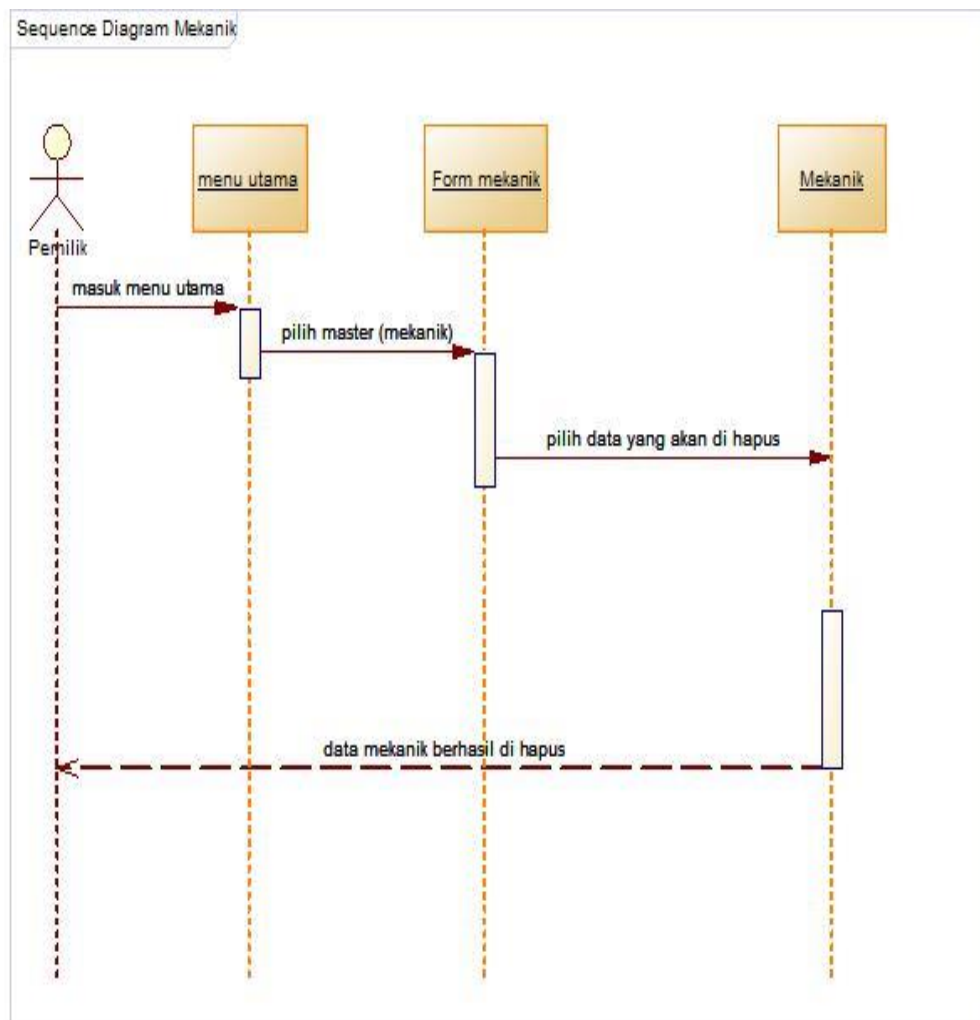 Sequence Diagram Mekanik
menu utama
Form mekanik
Mekanik
Pemilik
masuk menu utama
pilih master (mekanik)
pilih data yang akan di hapus
data mekanik berhasil di hapus